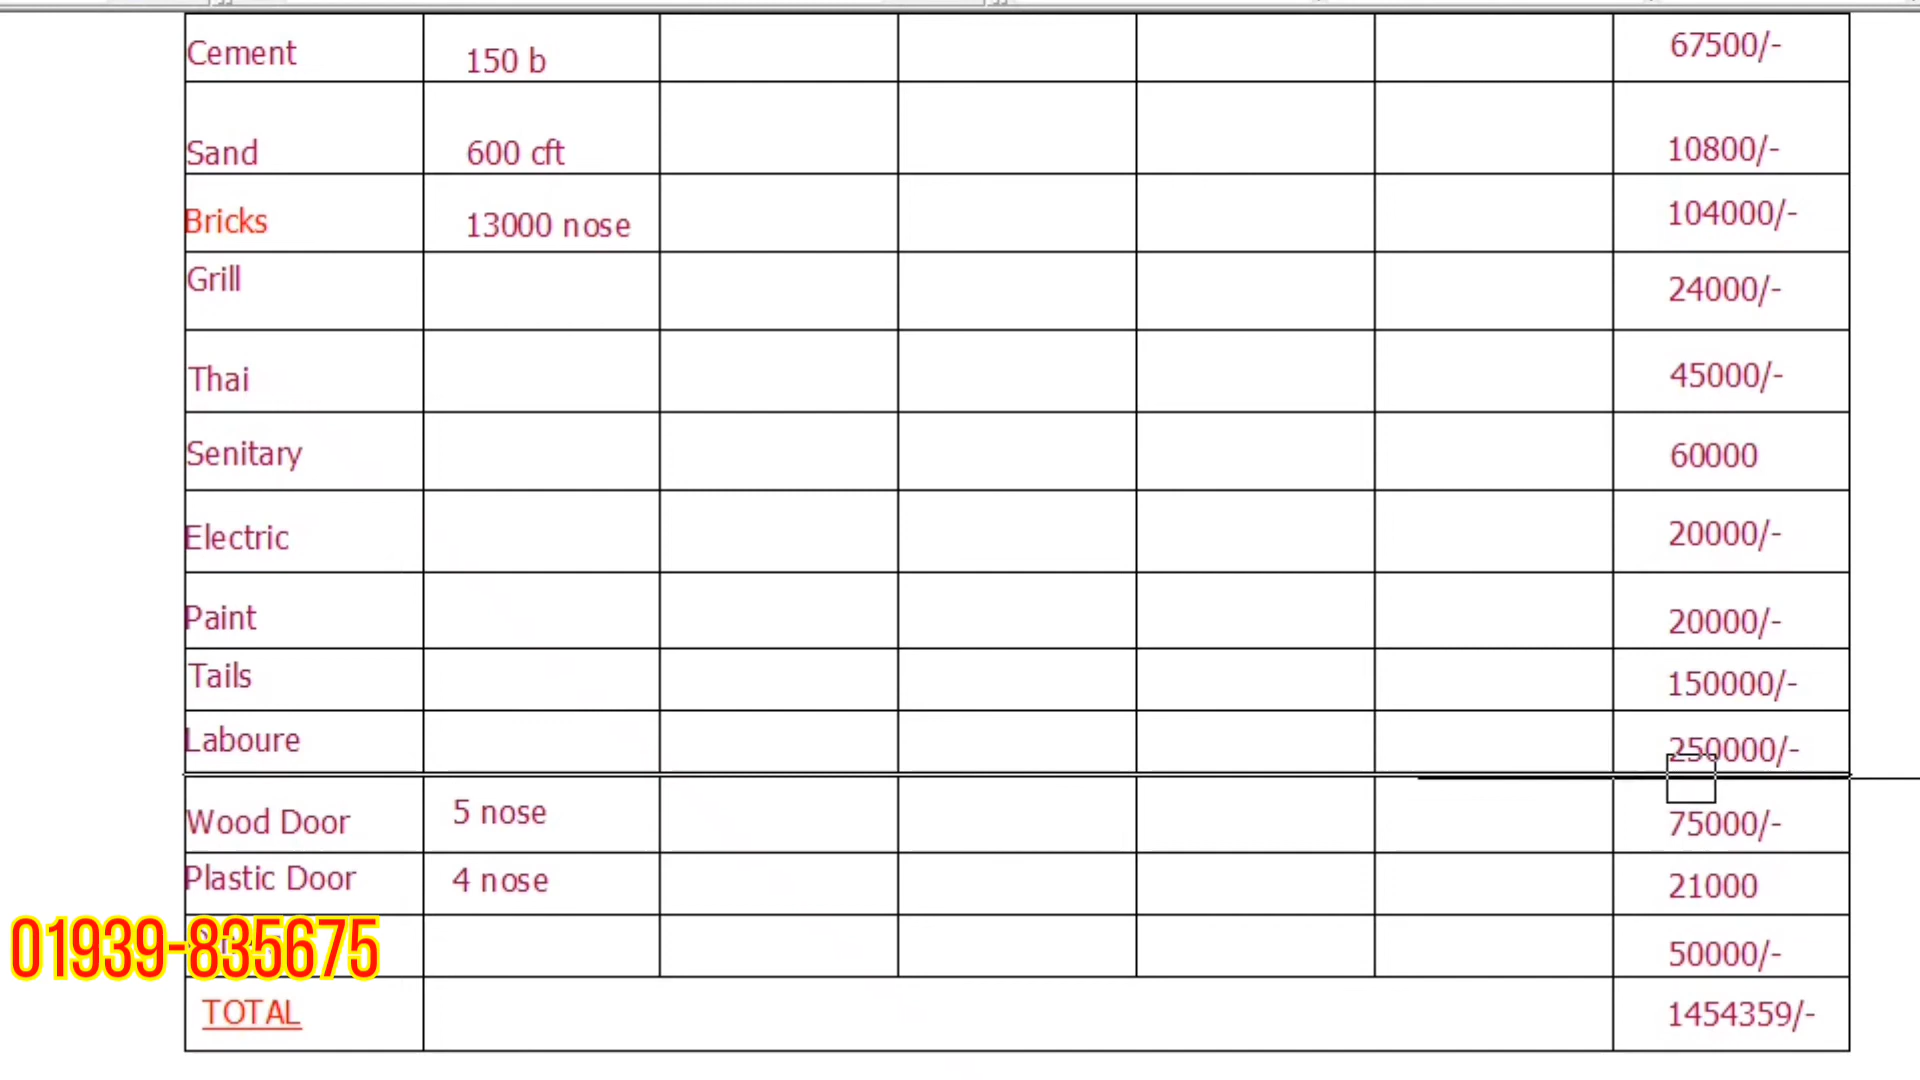 Cement 150 b 67500/-
Sand 600 cft 10800/-
Bricks 13000 nose 104000/-
Grill 24000/-
Thai 45000/-
Senitary 60000
Electric 20000/-
Paint 20000/-
Tails 150000/-
Laboure 250000/-
Wood Door 5 nose 75000/-
Plastic Door 4 nose 21000
01939-835675 50000/-
TOTAL 1454359/-